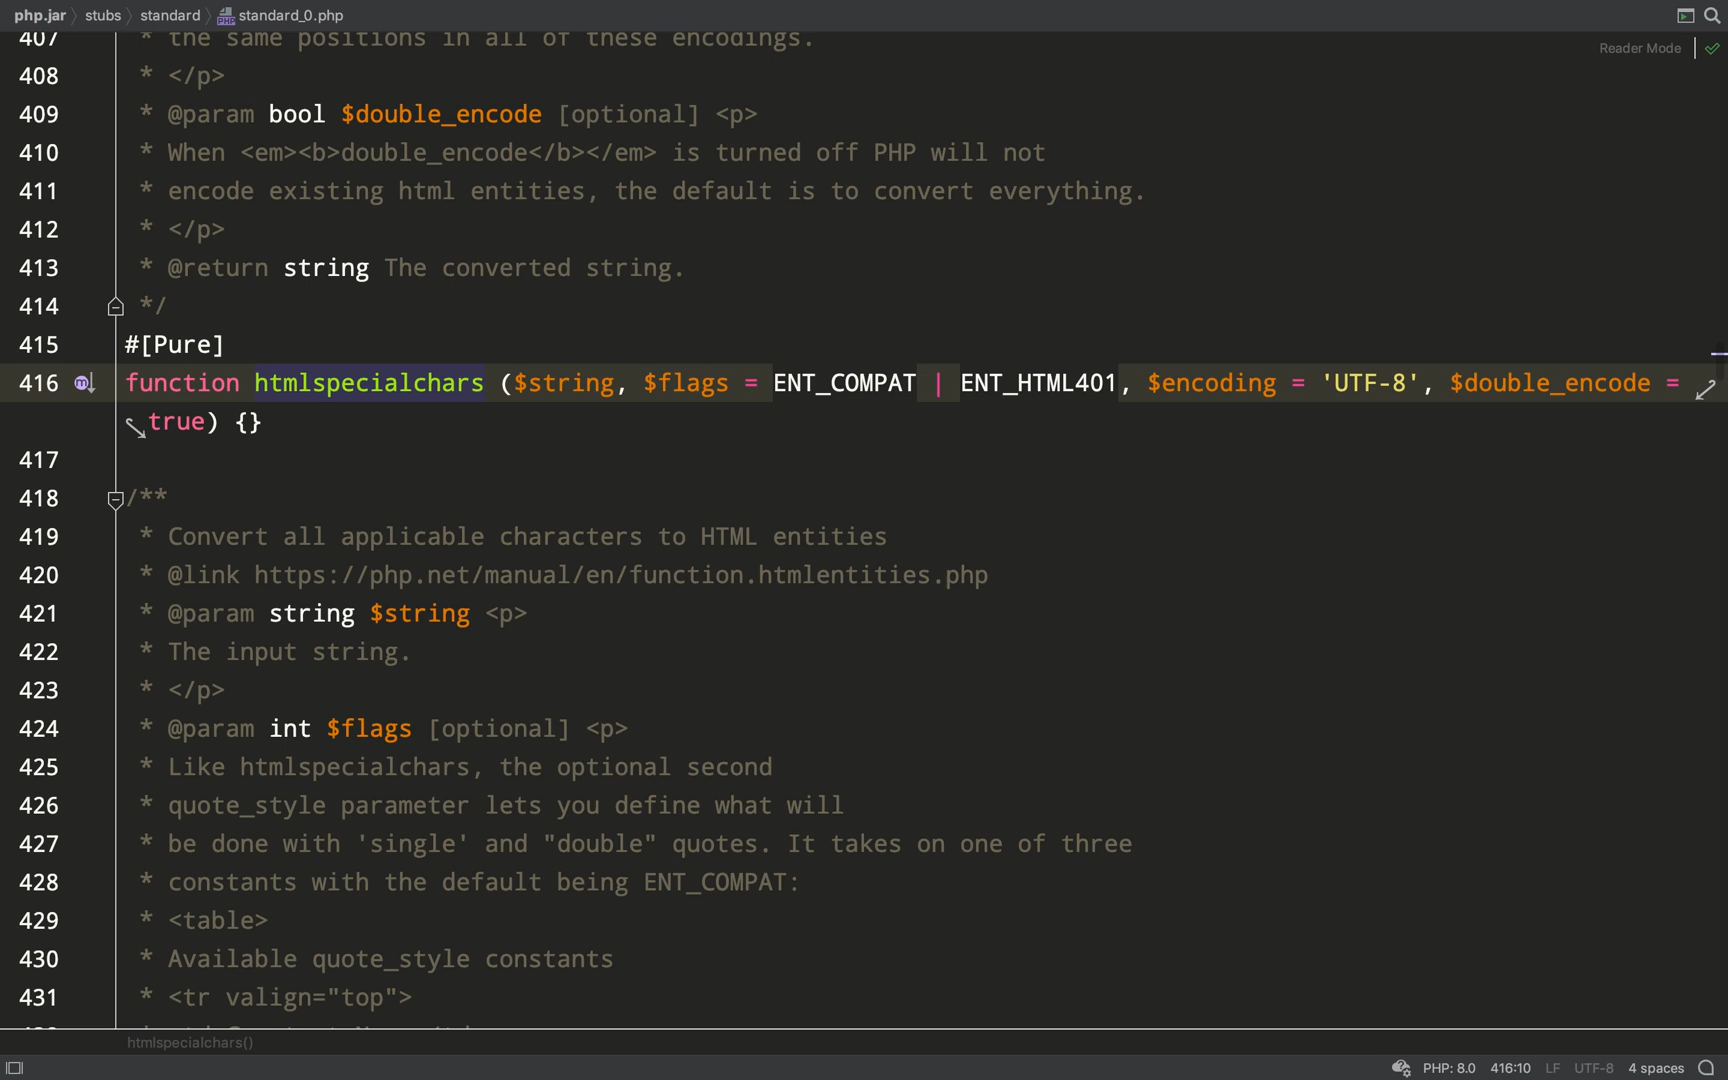 php.jar stubs standard standard_0.php
Reader Mode
407 * the same positions in all of these encodings.
408 * </p>
409 * @param bool $double_encode [optional] <p>
410 * When <em><b>double_encode</b></em> is turned off PHP will not
411 * encode existing html entities, the default is to convert everything.
412 * </p>
413 * @return string The converted string.
414 */
415 #[Pure]
416 function htmlspecialchars ($string, $flags = ENT_COMPAT | ENT_HTML401, $encoding = 'UTF-8', $double_encode =
true) {}
417
418 /**
419 * Convert all applicable characters to HTML entities
420 * @link https://php.net/manual/en/function.htmlentities.php
421 * @param string $string <p>
422 * The input string.
423 * </p>
424 * @param int $flags [optional] <p>
425 * Like htmlspecialchars, the optional second
426 * quote_style parameter lets you define what will
427 * be done with 'single' and "double" quotes. It takes on one of three
428 * constants with the default being ENT_COMPAT:
429 * <table>
430 * Available quote_style constants
431 * <tr valign="top">
htmlspecialchars()
PHP: 8.0 416:10 LF UTF-8 4 spaces